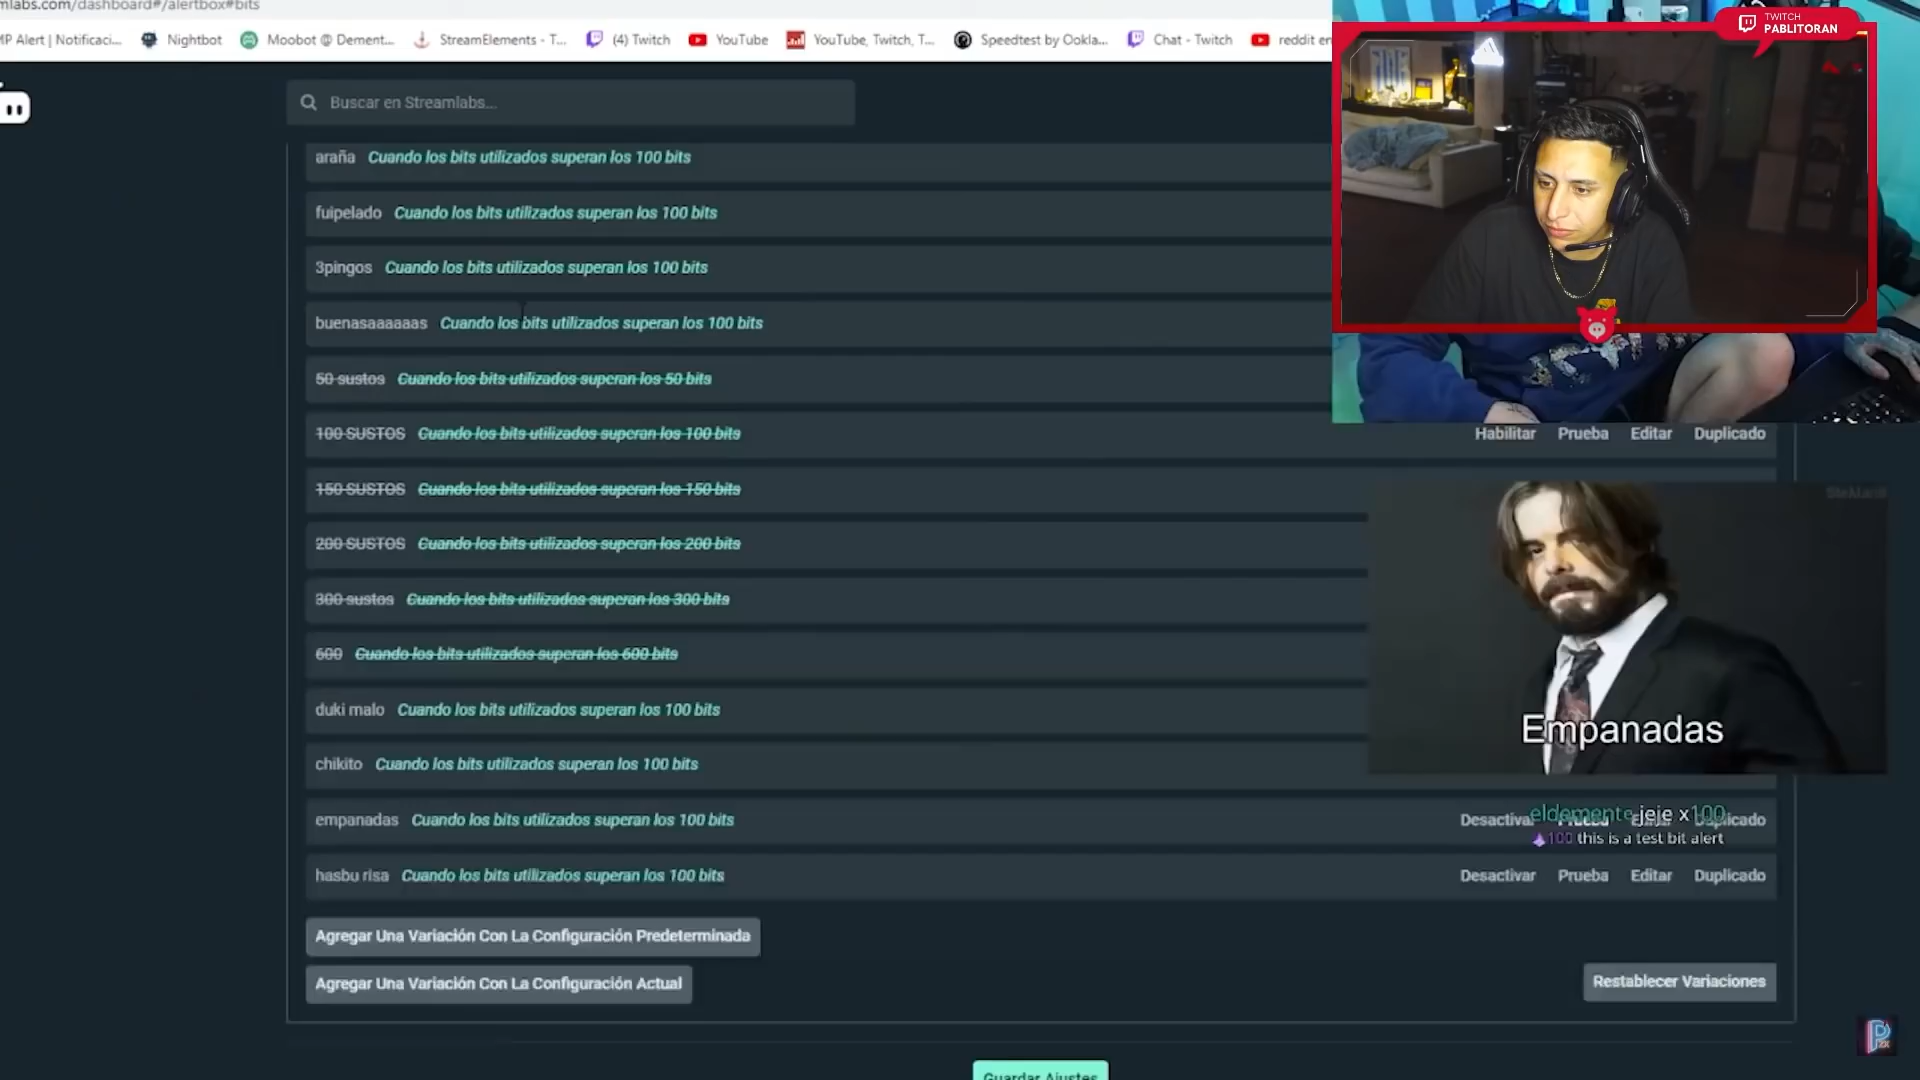 mlabs.com/dashboard#/alertbox#bits
MP Alert | Notificaci...
Nightbot
Moobot @ Dement...
StreamElements - T...
(4) Twitch
YouTube
YouTube, Twitch, T...
Speedtest by Ookla...
Chat - Twitch
reddit en
TWITCH
PABLITORAN
Buscar en Streamlabs...
araña Cuando los bits utilizados superan los 100 bits
fuipelado Cuando los bits utilizados superan los 100 bits
3pingos Cuando los bits utilizados superan los 100 bits
buenasaaaaaas Cuando los bits utilizados superan los 100 bits
50 sustos Cuando los bits utilizados superan los 50 bits
100 SUSTOS Cuando los bits utilizados superan los 100 bits
Habilitar Prueba Editar Duplicado
150 SUSTOS Cuando los bits utilizados superan los 150 bits
200 SUSTOS Cuando los bits utilizados superan los 200 bits
300 sustos Cuando los bits utilizados superan los 300 bits
600 Cuando los bits utilizados superan los 600 bits
duki malo Cuando los bits utilizados superan los 100 bits
Empanadas
chikito Cuando los bits utilizados superan los 100 bits
empanadas Cuando los bits utilizados superan los 100 bits
Desactivar Prueba Editar Duplicado
eldemente jeje x100
100 this is a test bit alert
hasbu risa Cuando los bits utilizados superan los 100 bits
Desactivar Prueba Editar Duplicado
Agregar Una Variación Con La Configuración Predeterminada
Agregar Una Variación Con La Configuración Actual
Restablecer Variaciones
Guardar Ajustes